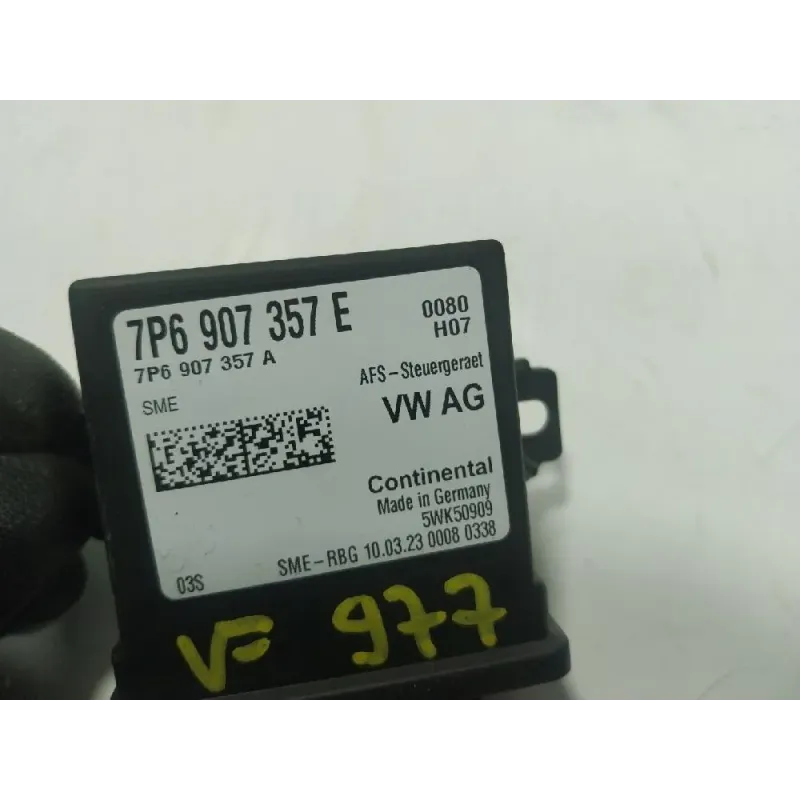 7P6 907 357 E
0080
H07
7P6 907 357 A
AFS-Steuergeraet
SME
VW AG
Continental
Made in Germany
5WK50909
SME-RBG 10.03.23 0008 0338
03S
V= 977